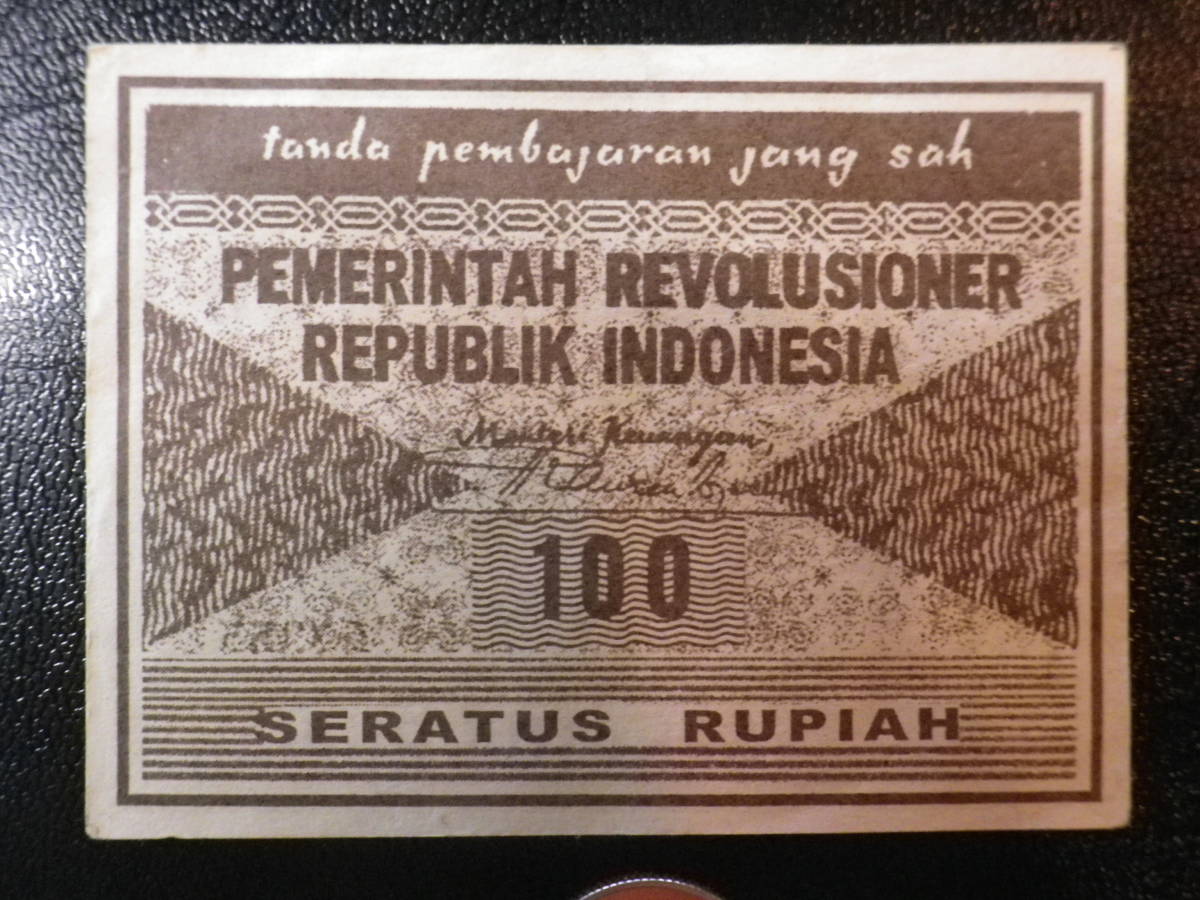 tanda pembajaran jang sah
PEMERINTAH REVOLUSIONER
REPUBLIK INDONESIA
Menteri Keuangan,
100
SERATUS RUPIAH